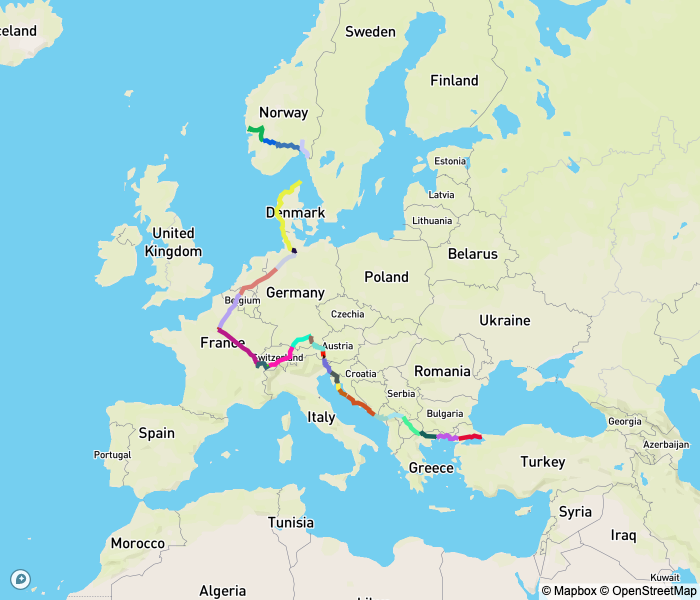 celand
Sweden
Finland
Norway
Estonia
Latvia
Denmark
Lithuania
United
Kingdom
Belarus
Poland
Germany
Belgium
Czechia
Ukraine
France
Austria
Switzerland
Romania
Croatia
Serbia
Italy
Bulgaria
Georgia
Spain
Azerbaijan
Portugal
Greece
Turkey
Syria
Tunisia
Iraq
Morocco
Kuwait
Algeria
© Mapbox © OpenStreetMap